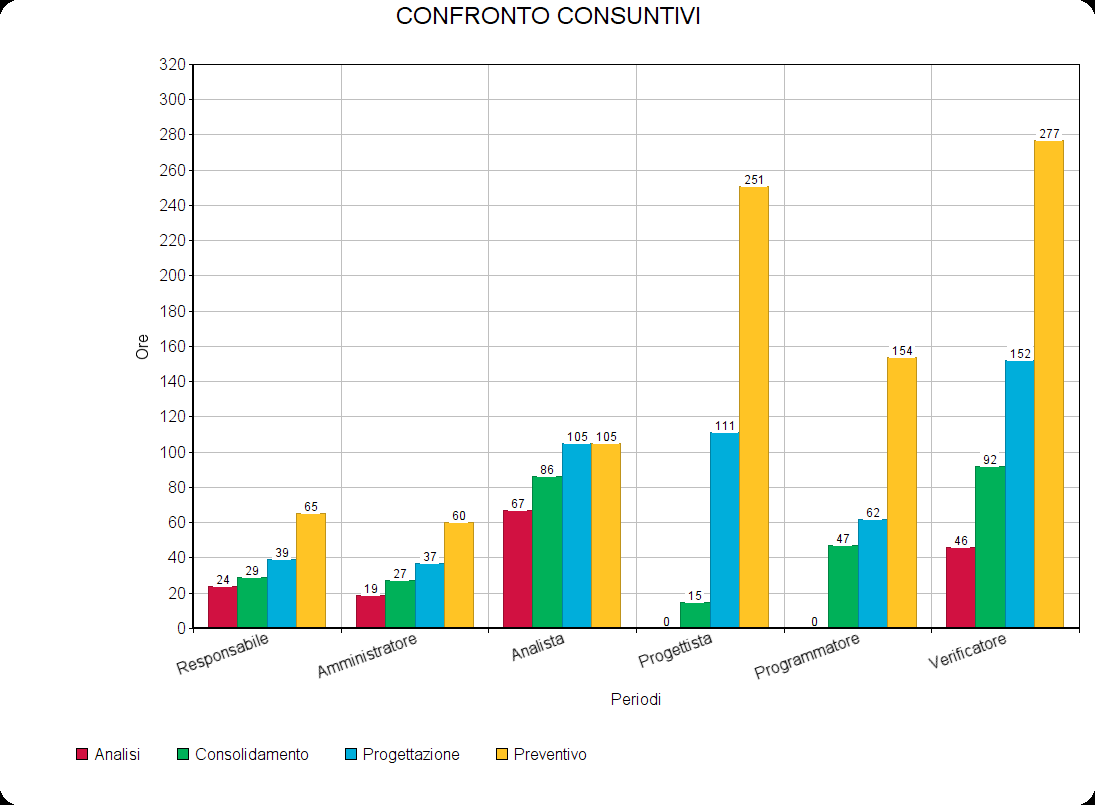 CONFRONTO CONSUNTIVI
320
300
280
260
240
220
200
180
160
140
120
100
80
60
40
20
0
Ore
24 29 39 65
19 27 37 60
67 86 105 105
0 15 111 251
0 47 62 154
46 92 152 277
Responsabile Amministratore Analista Progettista Programmatore Verificatore
Periodi
Analisi Consolidamento Progettazione Preventivo